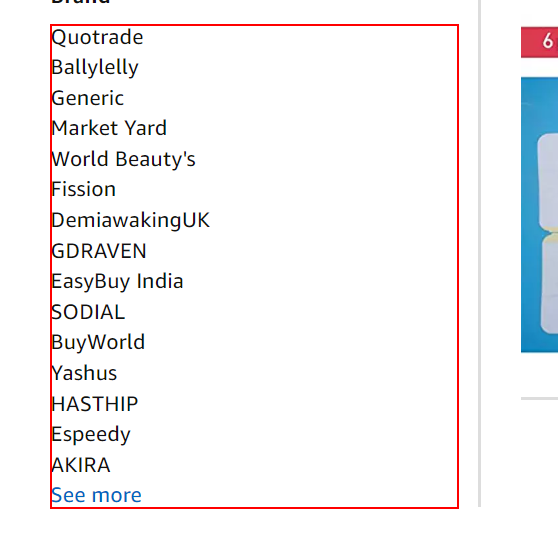 Brand
Quotrade
Ballylelly
Generic
Market Yard
World Beauty's
Fission
DemiawakingUK
GDRAVEN
EasyBuy India
SODIAL
BuyWorld
Yashus
HASTHIP
Espeedy
AKIRA
See more
6